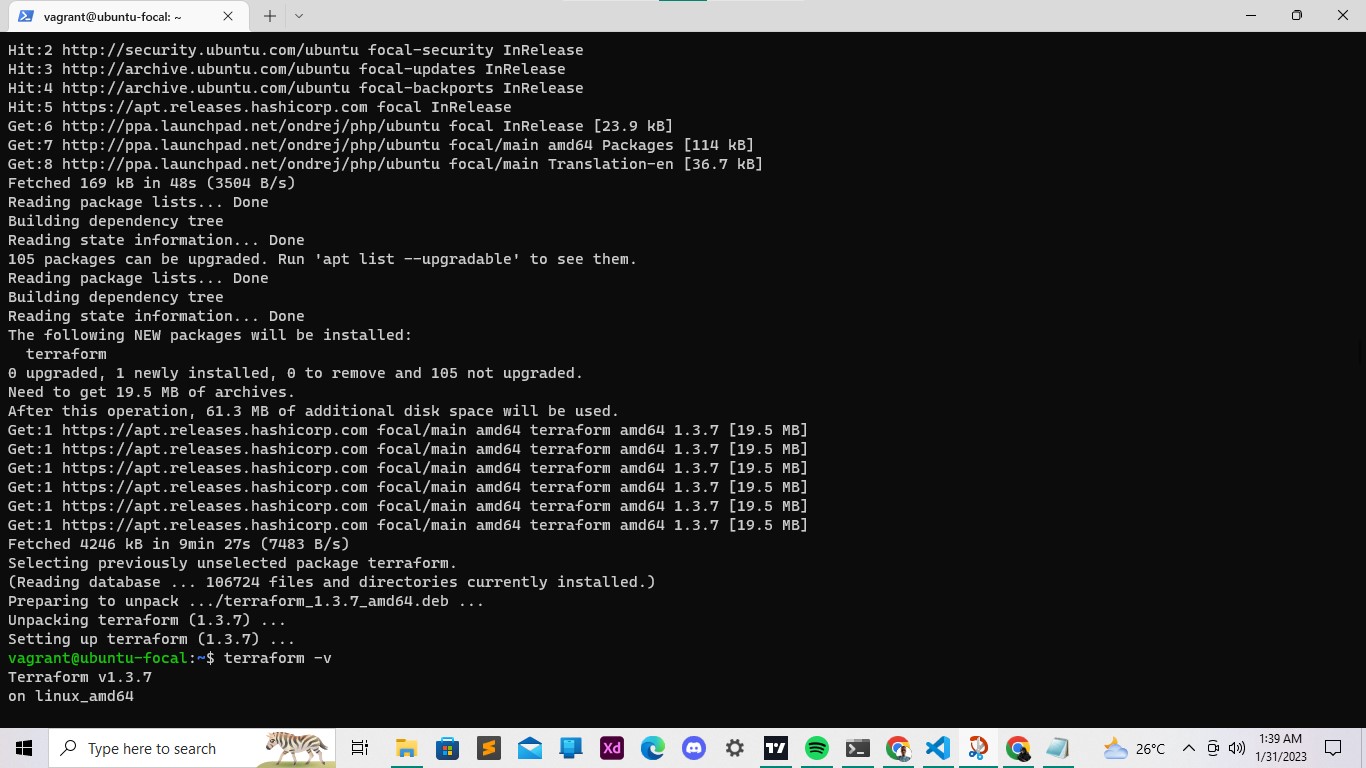 vagrant@ubuntu-focal: ~
Hit:2 http://security.ubuntu.com/ubuntu focal-security InRelease
Hit:3 http://archive.ubuntu.com/ubuntu focal-updates InRelease
Hit:4 http://archive.ubuntu.com/ubuntu focal-backports InRelease
Hit:5 https://apt.releases.hashicorp.com focal InRelease
Get:6 http://ppa.launchpad.net/ondrej/php/ubuntu focal InRelease [23.9 kB]
Get:7 http://ppa.launchpad.net/ondrej/php/ubuntu focal/main amd64 Packages [114 kB]
Get:8 http://ppa.launchpad.net/ondrej/php/ubuntu focal/main Translation-en [36.7 kB]
Fetched 169 kB in 48s (3504 B/s)
Reading package lists... Done
Building dependency tree
Reading state information... Done
105 packages can be upgraded. Run 'apt list --upgradable' to see them.
Reading package lists... Done
Building dependency tree
Reading state information... Done
The following NEW packages will be installed:
  terraform
0 upgraded, 1 newly installed, 0 to remove and 105 not upgraded.
Need to get 19.5 MB of archives.
After this operation, 61.3 MB of additional disk space will be used.
Get:1 https://apt.releases.hashicorp.com focal/main amd64 terraform amd64 1.3.7 [19.5 MB]
Get:1 https://apt.releases.hashicorp.com focal/main amd64 terraform amd64 1.3.7 [19.5 MB]
Get:1 https://apt.releases.hashicorp.com focal/main amd64 terraform amd64 1.3.7 [19.5 MB]
Get:1 https://apt.releases.hashicorp.com focal/main amd64 terraform amd64 1.3.7 [19.5 MB]
Get:1 https://apt.releases.hashicorp.com focal/main amd64 terraform amd64 1.3.7 [19.5 MB]
Get:1 https://apt.releases.hashicorp.com focal/main amd64 terraform amd64 1.3.7 [19.5 MB]
Fetched 4246 kB in 9min 27s (7483 B/s)
Selecting previously unselected package terraform.
(Reading database ... 106724 files and directories currently installed.)
Preparing to unpack .../terraform_1.3.7_amd64.deb ...
Unpacking terraform (1.3.7) ...
Setting up terraform (1.3.7) ...
vagrant@ubuntu-focal:~$ terraform -v
Terraform v1.3.7
on linux_amd64
Type here to search
Xd
26°C
1:39 AM
1/31/2023